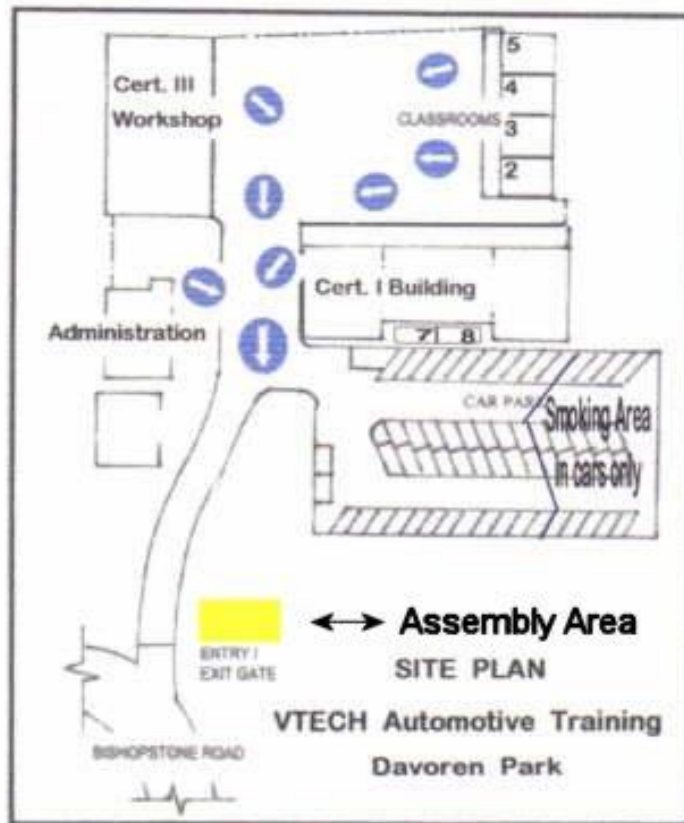 Cert. III
Workshop
5
4
CLASSROOMS
3
2
Cert. I Building
Administration
7 8
CAR PARK
Smoking Area
in cars only
Assembly Area
ENTRY /
EXIT GATE
SITE PLAN
VTECH Automotive Training
BISHOPSTONE ROAD
Davoren Park